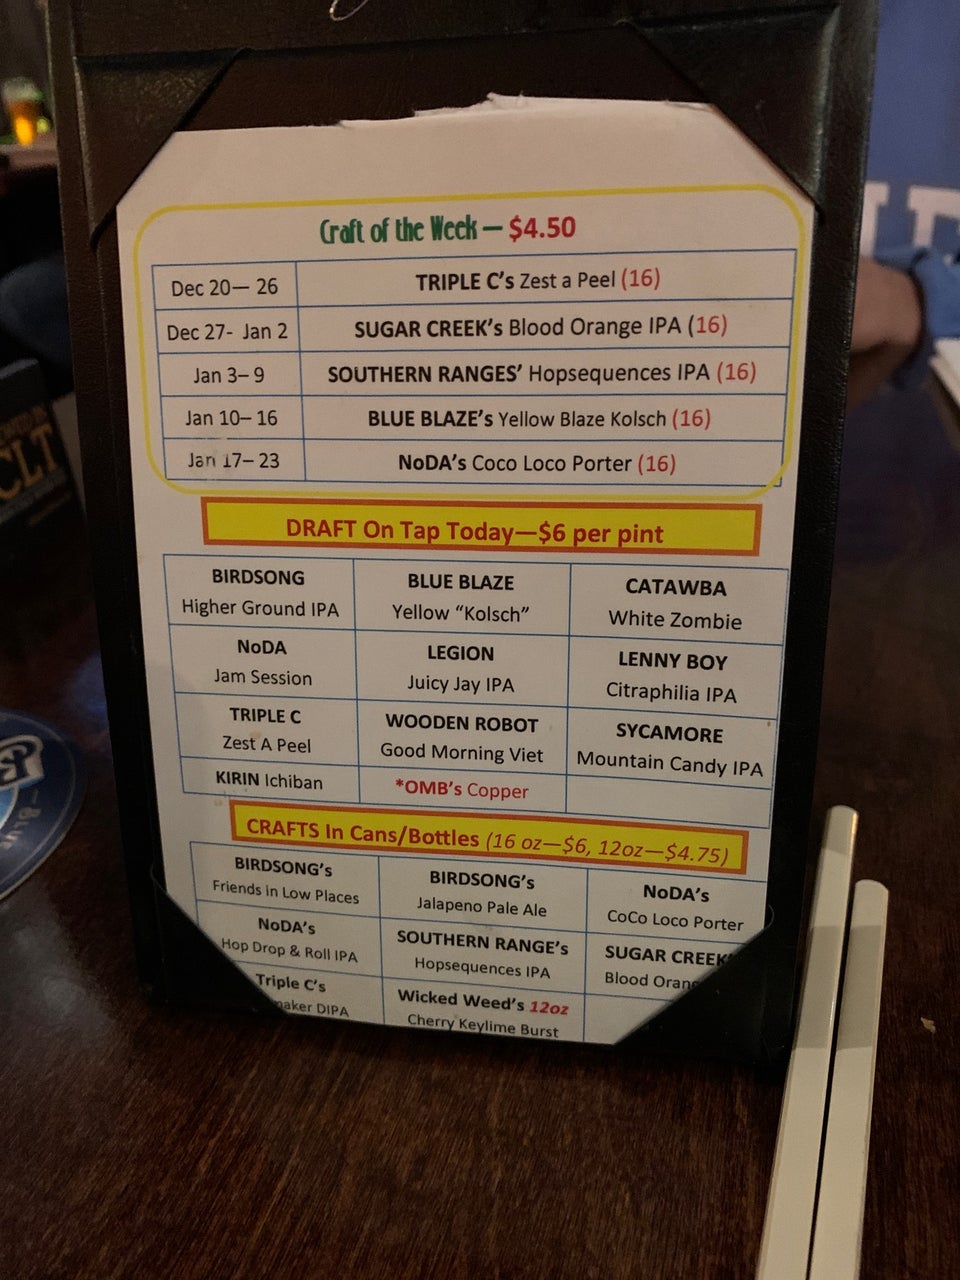 Craft of the Week — $4.50
Dec 20— 26 TRIPLE C's Zest a Peel (16)
Dec 27- Jan 2 SUGAR CREEK's Blood Orange IPA (16)
Jan 3– 9 SOUTHERN RANGES' Hopsequences IPA (16)
Jan 10– 16 BLUE BLAZE's Yellow Blaze Kolsch (16)
Jan 17– 23 NoDA's Coco Loco Porter (16)
DRAFT On Tap Today—$6 per pint
BIRDSONG BLUE BLAZE CATAWBA
Higher Ground IPA Yellow “Kolsch” White Zombie
NoDA LEGION LENNY BOY
Jam Session Juicy Jay IPA Citraphilia IPA
TRIPLE C WOODEN ROBOT SYCAMORE
Zest A Peel Good Morning Viet Mountain Candy IPA
KIRIN Ichiban *OMB's Copper
CRAFTS In Cans/Bottles (16 oz—$6, 12oz—$4.75)
BIRDSONG's BIRDSONG's NoDA's
Friends in Low Places Jalapeno Pale Ale CoCo Loco Porter
NoDA's SOUTHERN RANGE's SUGAR CREEK'
Hop Drop & Roll IPA Hopsequences IPA Blood Oran
Triple C's Wicked Weed's 12oz
maker DIPA Cherry Keylime Burst
CLT
Blue